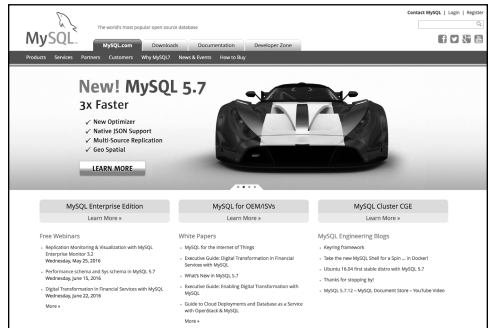 Contact MySQL | Login | Register
MySQL
The world's most popular open source database
MySQL.com
Downloads
Documentation
Developer Zone
Products Services Partners Customers Why MySQL? News & Events How to Buy
New! MySQL 5.7
3x Faster
✓ New Optimizer
✓ Native JSON Support
✓ Multi-Source Replication
✓ Geo Spatial
LEARN MORE
MySQL Enterprise Edition
Learn More »
MySQL for OEM/ISVs
Learn More »
MySQL Cluster CGE
Learn More »
Free Webinars
Replication Monitoring & Visualization with MySQL
Enterprise Monitor 3.2
Wednesday, May 25, 2016
Performance schema and Sys schema in MySQL 5.7
Wednesday, June 15, 2016
Digital Transformation in Financial Services with MySQL
Wednesday, June 22, 2016
More »
White Papers
MySQL for the Internet of Things
Executive Guide: Digital Transformation in Financial
Services with MySQL
What's New in MySQL 5.7
Executive Guide: Enabling Digital Transformation with
MySQL
Guide to Cloud Deployments and Database as a Service
with OpenStack & MySQL
More »
MySQL Engineering Blogs
Keyring framework
Take the new MySQL Shell for a Spin ... in Docker!
Ubuntu 16.04 first stable distro with MySQL 5.7
Thanks for stopping by!
MySQL 5.7.12 – MySQL Document Store – YouTube Video